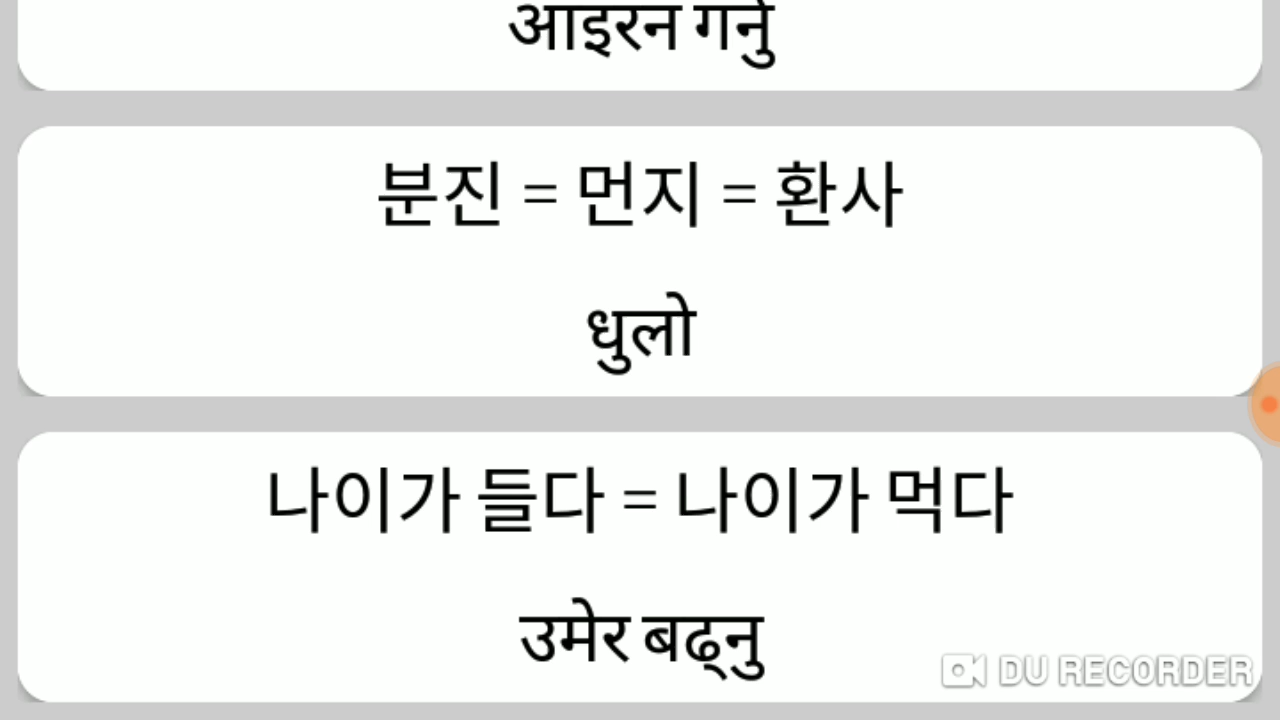 आइरन गर्नु
분진 = 먼지 = 환사
धुलो
나이가 들다 = 나이가 먹다
उमेर बढ्नु
DU RECORDER